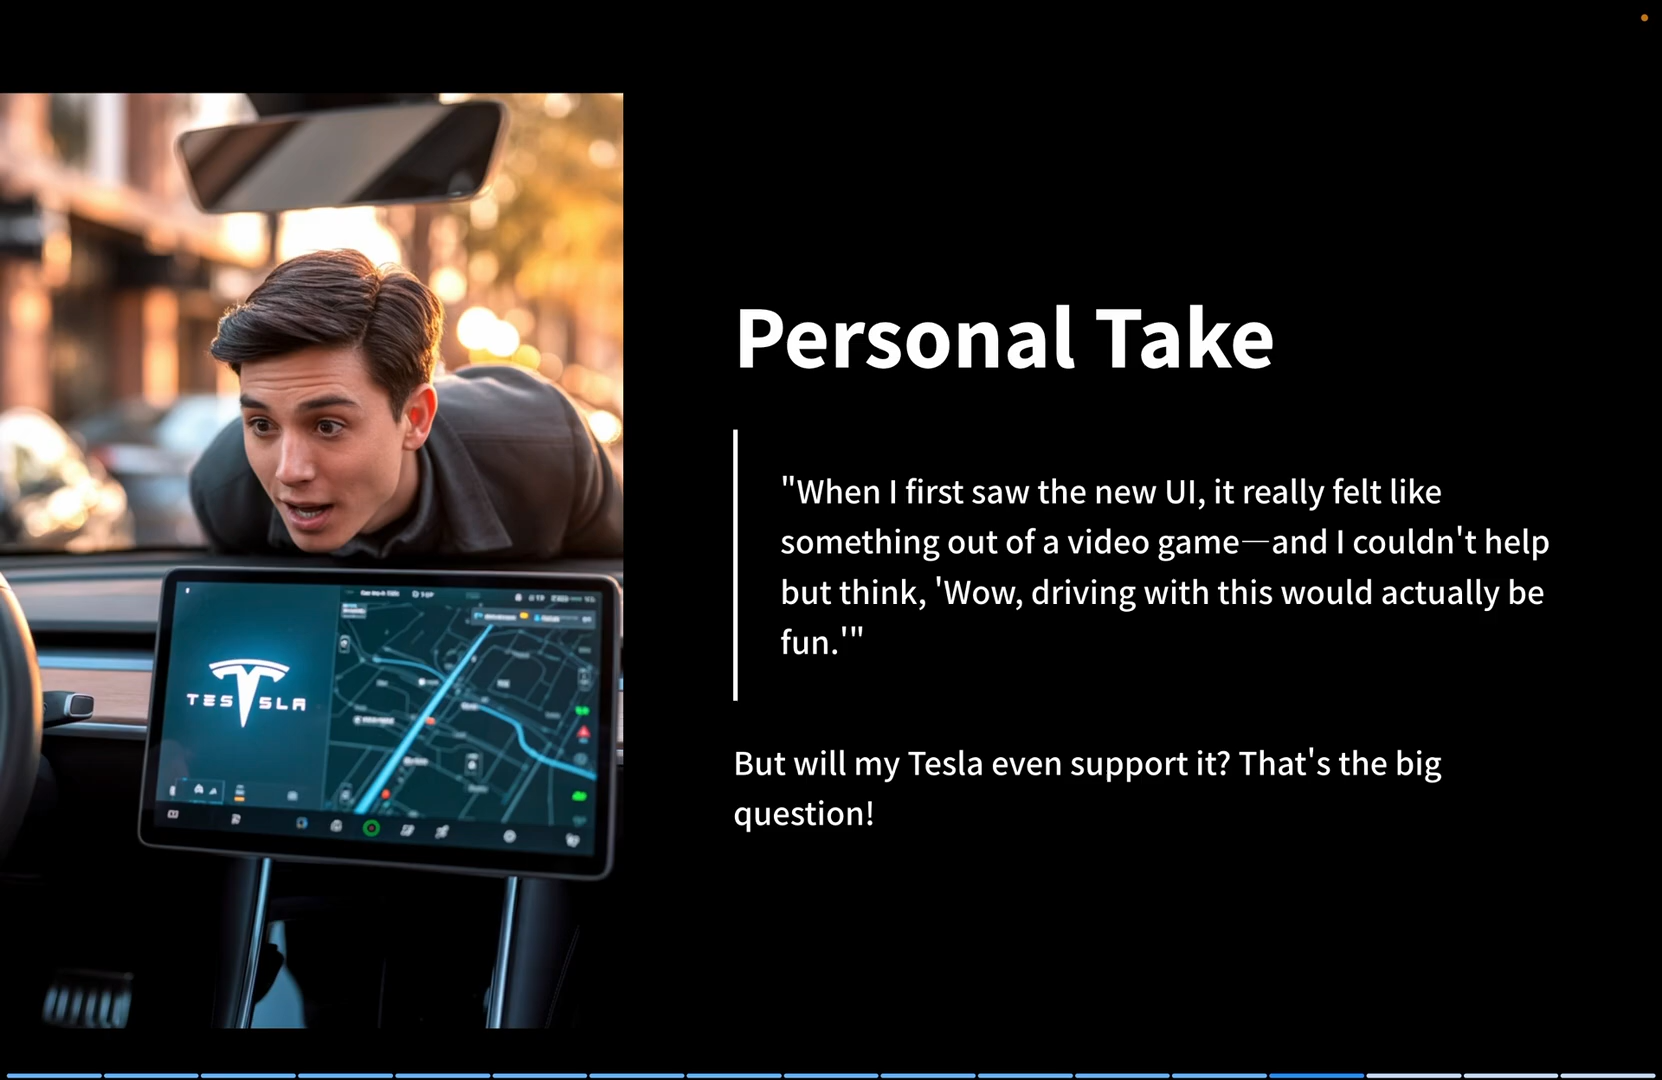 Personal Take
"When I first saw the new UI, it really felt like
something out of a video game—and I couldn't help
but think, 'Wow, driving with this would actually be
fun.'"
But will my Tesla even support it? That's the big
question!
TESSLA